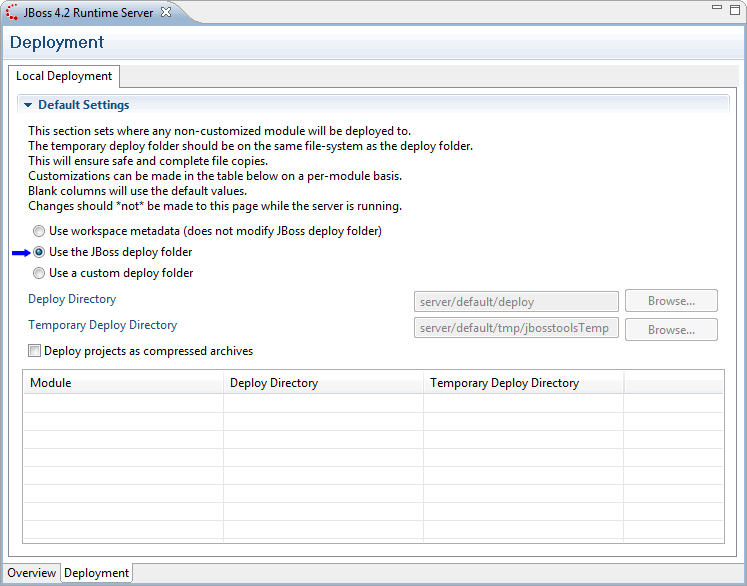 JBoss 4.2 Runtime Server
Deployment
Local Deployment
Default Settings
This section sets where any non-customized module will be deployed to.
The temporary deploy folder should be on the same file-system as the deploy folder.
This will ensure safe and complete file copies.
Customizations can be made in the table below on a per-module basis.
Blank columns will use the default values.
Changes should *not* be made to this page while the server is running.
Use workspace metadata (does not modify JBoss deploy folder)
Use the JBoss deploy folder
Use a custom deploy folder
Deploy Directory server/default/deploy Browse...
Temporary Deploy Directory server/default/tmp/jbosstoolsTemp Browse...
Deploy projects as compressed archives
Module Deploy Directory Temporary Deploy Directory
Overview Deployment